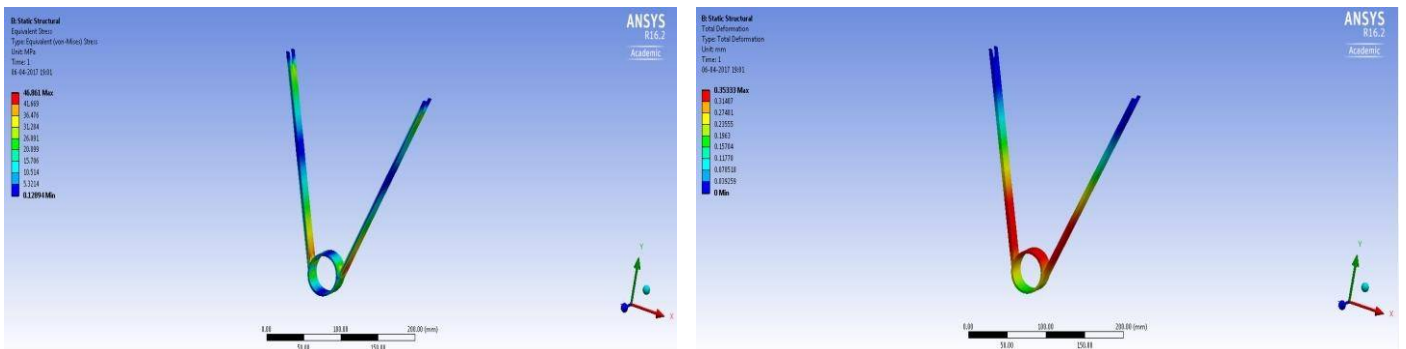 B: Static Structural
Equivalent Stress
Type: Equivalent (von-Mises) Stress
Unit: MPa
Time: 1
06-04-2017 19:01
46.861 Max
41.669
36.476
31.284
26.091
20.899
15.706
10.514
5.3214
0.12894 Min
ANSYS
R16.2
Academic
Y
X
0.00
100.00
200.00 (mm)
50.00
150.00
B: Static Structural
Total Deformation
Type: Total Deformation
Unit: mm
Time: 1
06-04-2017 19:01
0.35333 Max
0.31407
0.27481
0.23555
0.1963
0.15704
0.11778
0.078518
0.039259
0 Min
ANSYS
R16.2
Academic
Y
X
0.00
100.00
200.00 (mm)
50.00
150.00